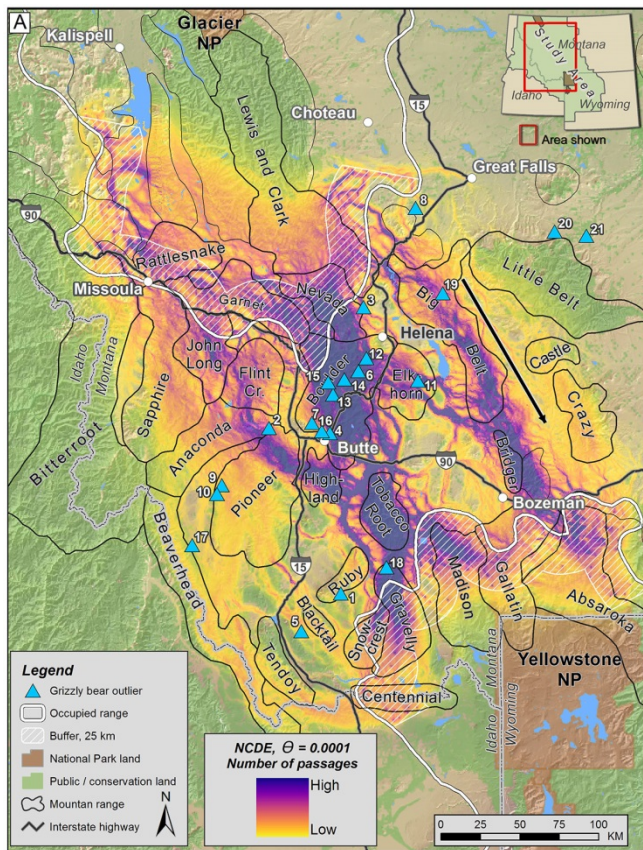 A
Kalispell
Glacier
NP
Study Area
Montana
Idaho
Wyoming
Area shown
15
Choteau
Lewis and Clark
Great Falls
8
90
20
21
Rattlesnake
Little Belt
Missoula
Garnet
Nevada
3
Big
19
Helena
Idaho
Montana
John
Long
Flint
Cr.
Boulder
12
6
15
14
Elk
horn
11
Belt
Castle
13
Sapphire
Crazy
Bitterroot
Anaconda
2
7
16
4
Butte
Bridger
90
9
10
Pioneer
High-
land
Tobacco
Root
Bozeman
17
Beaverhead
15
Ruby
1
18
Madison
Gallatin
Absaroka
5
Blacktail
Snow-
crest
Gravelly
Tendoy
Centennial
Idaho
Montana
Wyoming
Yellowstone
NP
Legend
Grizzly bear outlier
Occupied range
Buffer, 25 km
National Park land
Public / conservation land
Mountan range
Interstate highway
N
NCDE, Θ = 0.0001
Number of passages
High
Low
0 25 50 75 100
KM